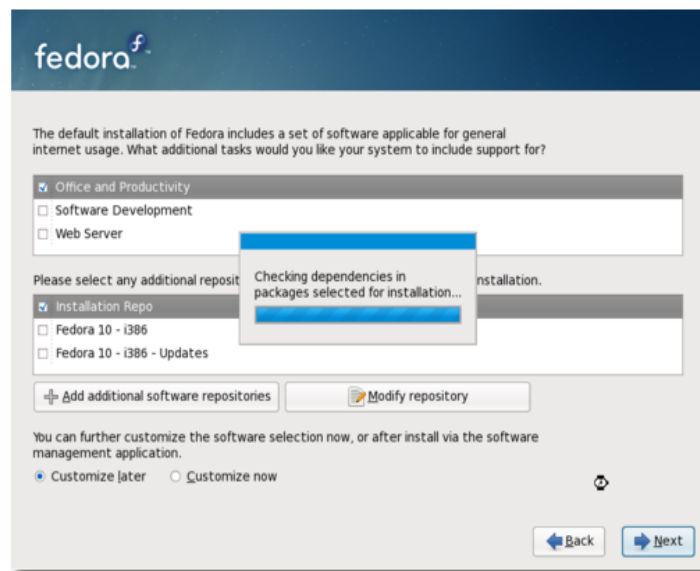 fedora
The default installation of Fedora includes a set of software applicable for general
internet usage. What additional tasks would you like your system to include support for?
Office and Productivity
Software Development
Web Server
Checking dependencies in
packages selected for installation...
Please select any additional reposit nstallation.
Installation Repo
Fedora 10 - i386
Fedora 10 - i386 - Updates
Add additional software repositories
Modify repository
You can further customize the software selection now, or after install via the software
management application.
Customize later
Customize now
Back
Next